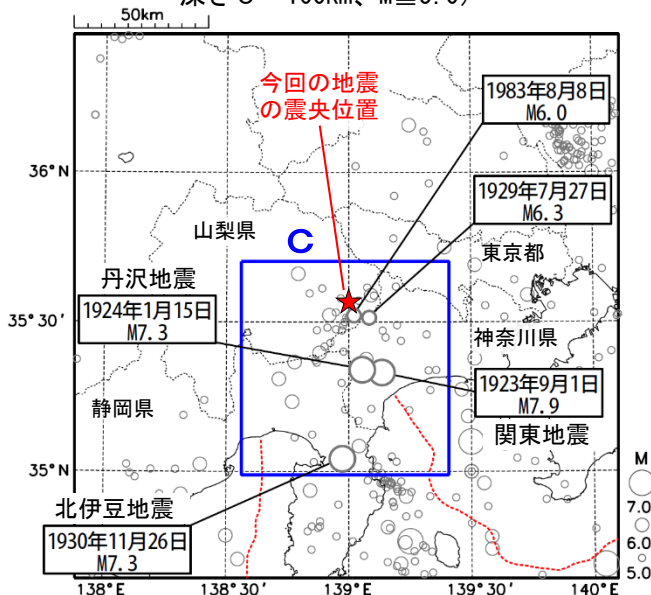 50km
今回の地震
の震央位置
1983年8月8日
M6.0
36°N
1929年7月27日
M6.3
山梨県
C
東京都
丹沢地震
1924年1月15日
M7.3
35°30′
神奈川県
1923年9月1日
M7.9
静岡県
関東地震
35°N
M
7.0
6.0
5.0
北伊豆地震
1930年11月26日
M7.3
138°E
138°30′
139°E
139°30′
140°E